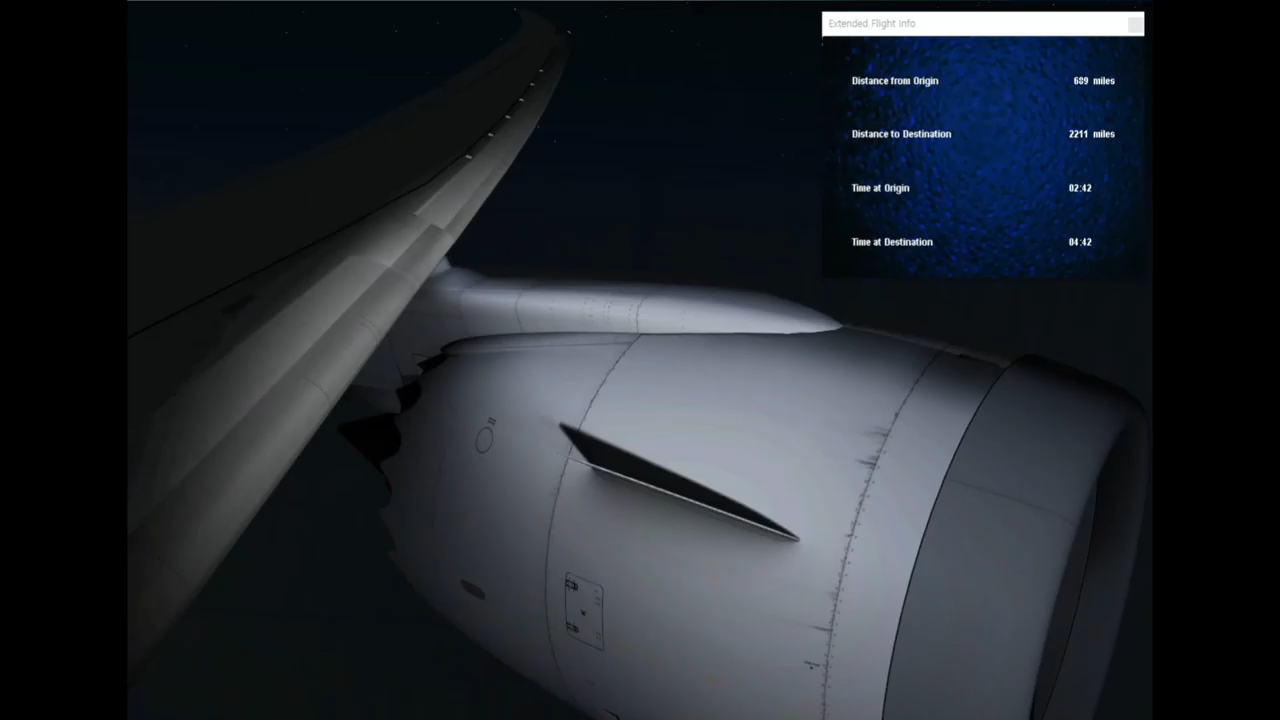 Extended Flight Info
Distance from Origin 689 miles
Distance to Destination 2211 miles
Time at Origin 02:42
Time at Destination 04:42